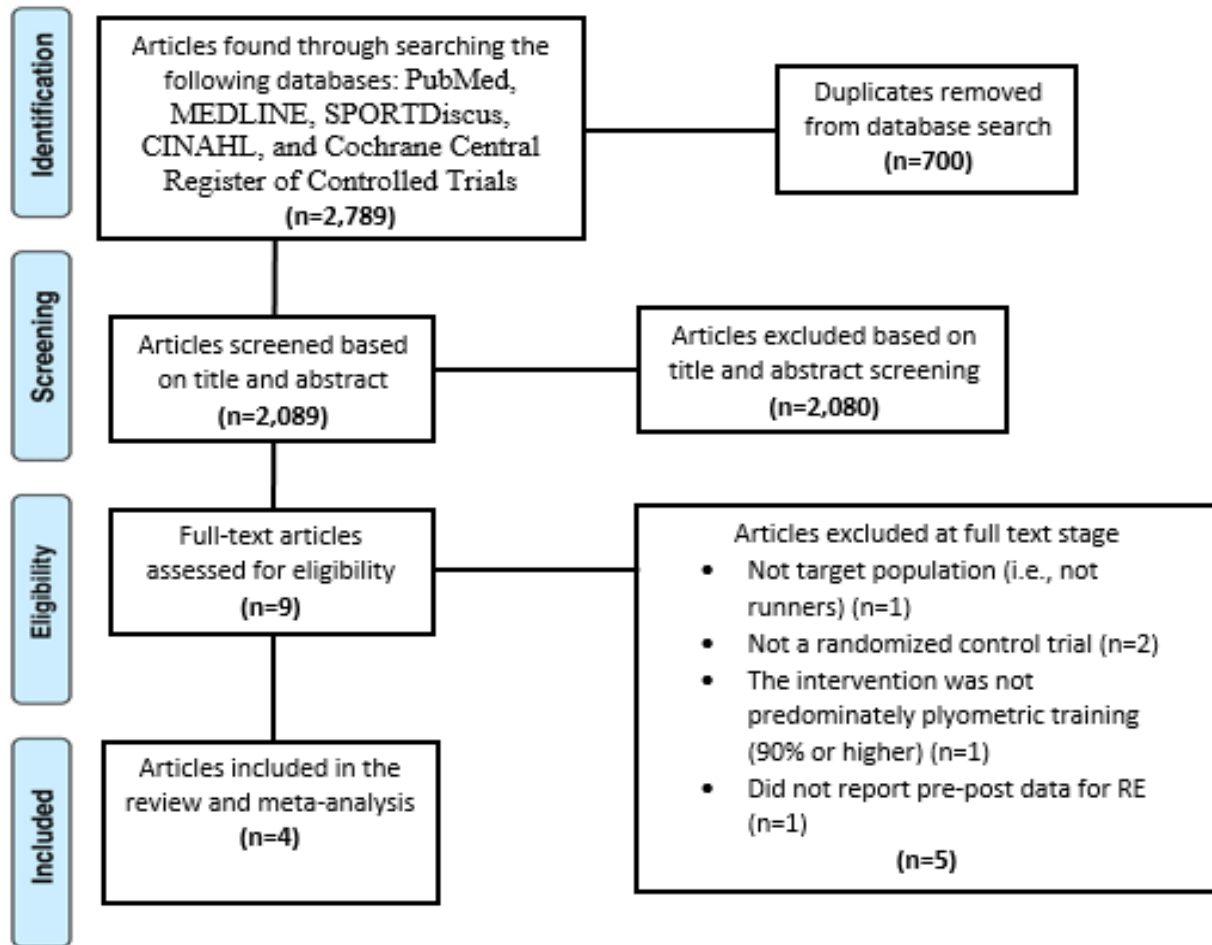 Identification
Articles found through searching the
following databases: PubMed,
MEDLINE, SPORTDiscus,
CINAHL, and Cochrane Central
Register of Controlled Trials
(n=2,789)
Duplicates removed
from database search
(n=700)
Screening
Articles screened based
on title and abstract
(n=2,089)
Articles excluded based on
title and abstract screening
(n=2,080)
Eligibility
Full-text articles
assessed for eligibility
(n=9)
Articles excluded at full text stage
• Not target population (i.e., not
runners) (n=1)
• Not a randomized control trial (n=2)
• The intervention was not
predominately plyometric training
(90% or higher) (n=1)
• Did not report pre-post data for RE
(n=1)
(n=5)
Included
Articles included in the
review and meta-analysis
(n=4)